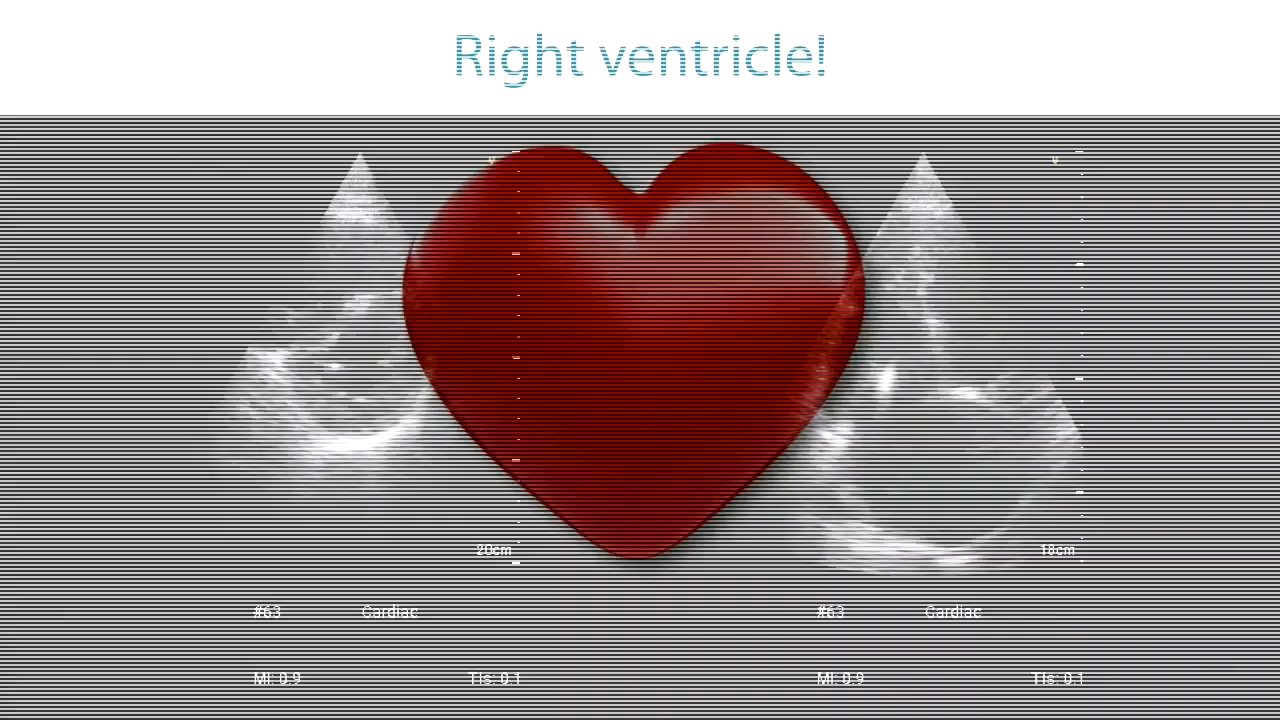 Right ventricle!
V
V
20cm
18cm
#63 Cardiac
#63 Cardiac
MI: 0.9 TIs: 0.1
MI: 0.9 TIs: 0.1